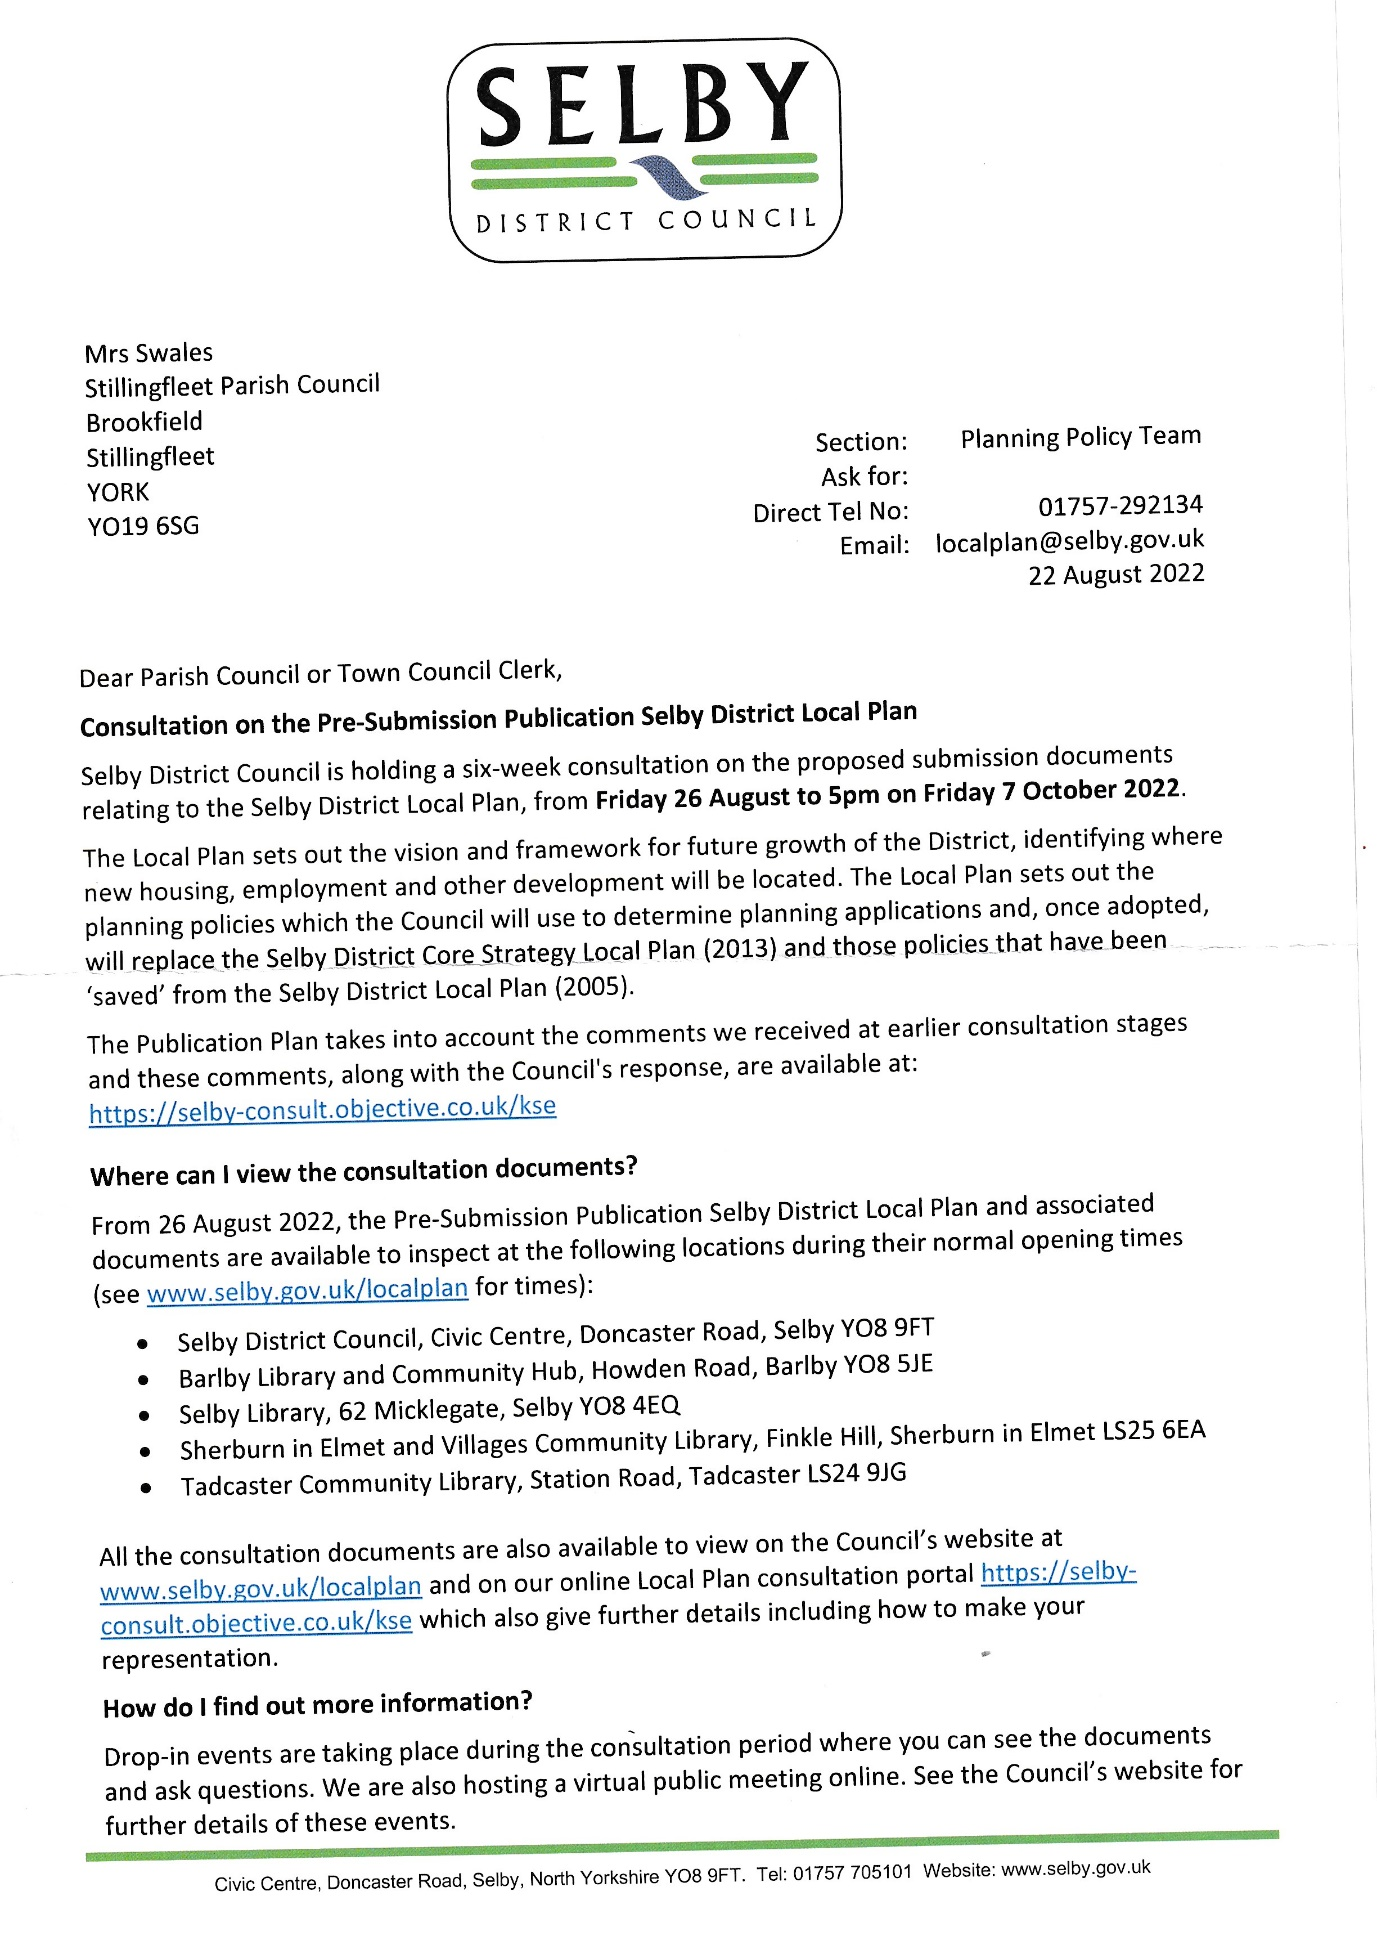 SELBY
DISTRICT COUNCIL
Mrs Swales
Stillingfleet Parish Council
Brookfield
Stillingfleet
YORK
YO19 6SG
Section: Planning Policy Team
Ask for:
Direct Tel No: 01757-292134
Email: localplan@selby.gov.uk
22 August 2022
Dear Parish Council or Town Council Clerk,
Consultation on the Pre-Submission Publication Selby District Local Plan
Selby District Council is holding a six-week consultation on the proposed submission documents
relating to the Selby District Local Plan, from Friday 26 August to 5pm on Friday 7 October 2022.
The Local Plan sets out the vision and framework for future growth of the District, identifying where
new housing, employment and other development will be located. The Local Plan sets out the
planning policies which the Council will use to determine planning applications and, once adopted,
will replace the Selby District Core Strategy Local Plan (2013) and those policies that have been
‘saved’ from the Selby District Local Plan (2005).
The Publication Plan takes into account the comments we received at earlier consultation stages
and these comments, along with the Council's response, are available at:
https://selby-consult.objective.co.uk/kse
Where can I view the consultation documents?
From 26 August 2022, the Pre-Submission Publication Selby District Local Plan and associated
documents are available to inspect at the following locations during their normal opening times
(see www.selby.gov.uk/localplan for times):
• Selby District Council, Civic Centre, Doncaster Road, Selby YO8 9FT
• Barlby Library and Community Hub, Howden Road, Barlby YO8 5JE
• Selby Library, 62 Micklegate, Selby YO8 4EQ
• Sherburn in Elmet and Villages Community Library, Finkle Hill, Sherburn in Elmet LS25 6EA
• Tadcaster Community Library, Station Road, Tadcaster LS24 9JG
All the consultation documents are also available to view on the Council’s website at
www.selby.gov.uk/localplan and on our online Local Plan consultation portal https://selby-
consult.objective.co.uk/kse which also give further details including how to make your
representation.
How do I find out more information?
Drop-in events are taking place during the consultation period where you can see the documents
and ask questions. We are also hosting a virtual public meeting online. See the Council’s website for
further details of these events.
Civic Centre, Doncaster Road, Selby, North Yorkshire YO8 9FT. Tel: 01757 705101 Website: www.selby.gov.uk